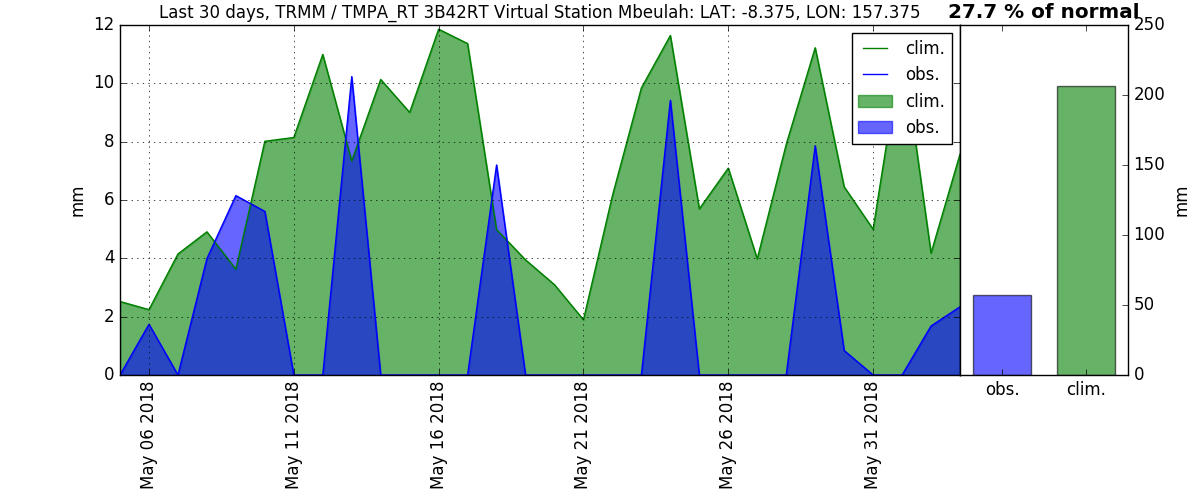 Last 30 days, TRMM / TMPA_RT 3B42RT Virtual Station Mbeulah: LAT: -8.375, LON: 157.375
27.7 % of normal
12
10
8
6
4
2
0
mm
clim.
obs.
clim.
obs.
250
200
150
100
50
0
mm
obs.
clim.
May 06 2018
May 11 2018
May 16 2018
May 21 2018
May 26 2018
May 31 2018